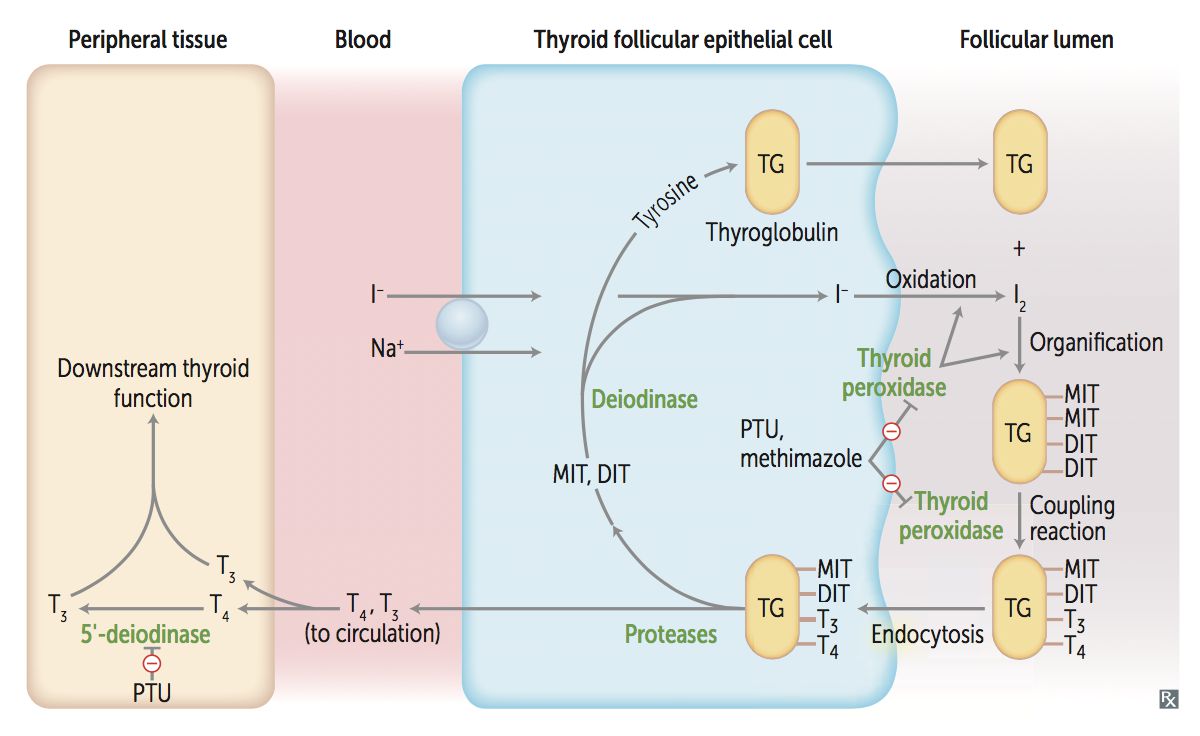 Peripheral tissue
Blood
Thyroid follicular epithelial cell
Follicular lumen
TG
TG
Tyrosine
Thyroglobulin
+
Oxidation
I⁻
I⁻
I₂
Na⁺
Organification
Thyroid
peroxidase
Downstream thyroid
function
Deiodinase
MIT
MIT
DIT
DIT
TG
PTU,
methimazole
−
MIT, DIT
−
Thyroid
peroxidase
Coupling
reaction
T₃
MIT
DIT
T₃
T₄
TG
MIT
DIT
T₃
T₄
TG
T₃
T₄
T₄, T₃
(to circulation)
5'-deiodinase
Proteases
Endocytosis
−
PTU
Rx